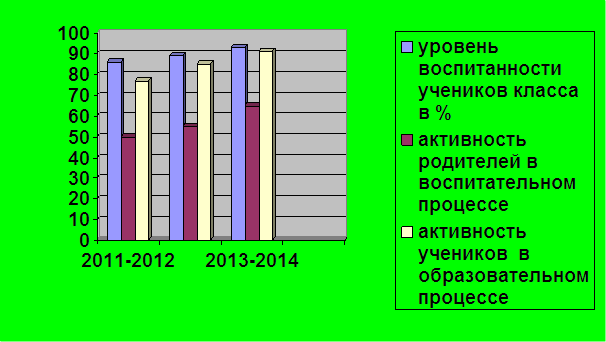 100
90
80
70
60
50
40
30
20
10
0
2011-2012
2013-2014
уровень
воспитанности
учеников класса
в %
активность
родителей в
воспитательном
процессе
активность
учеников в
образовательном
процессе